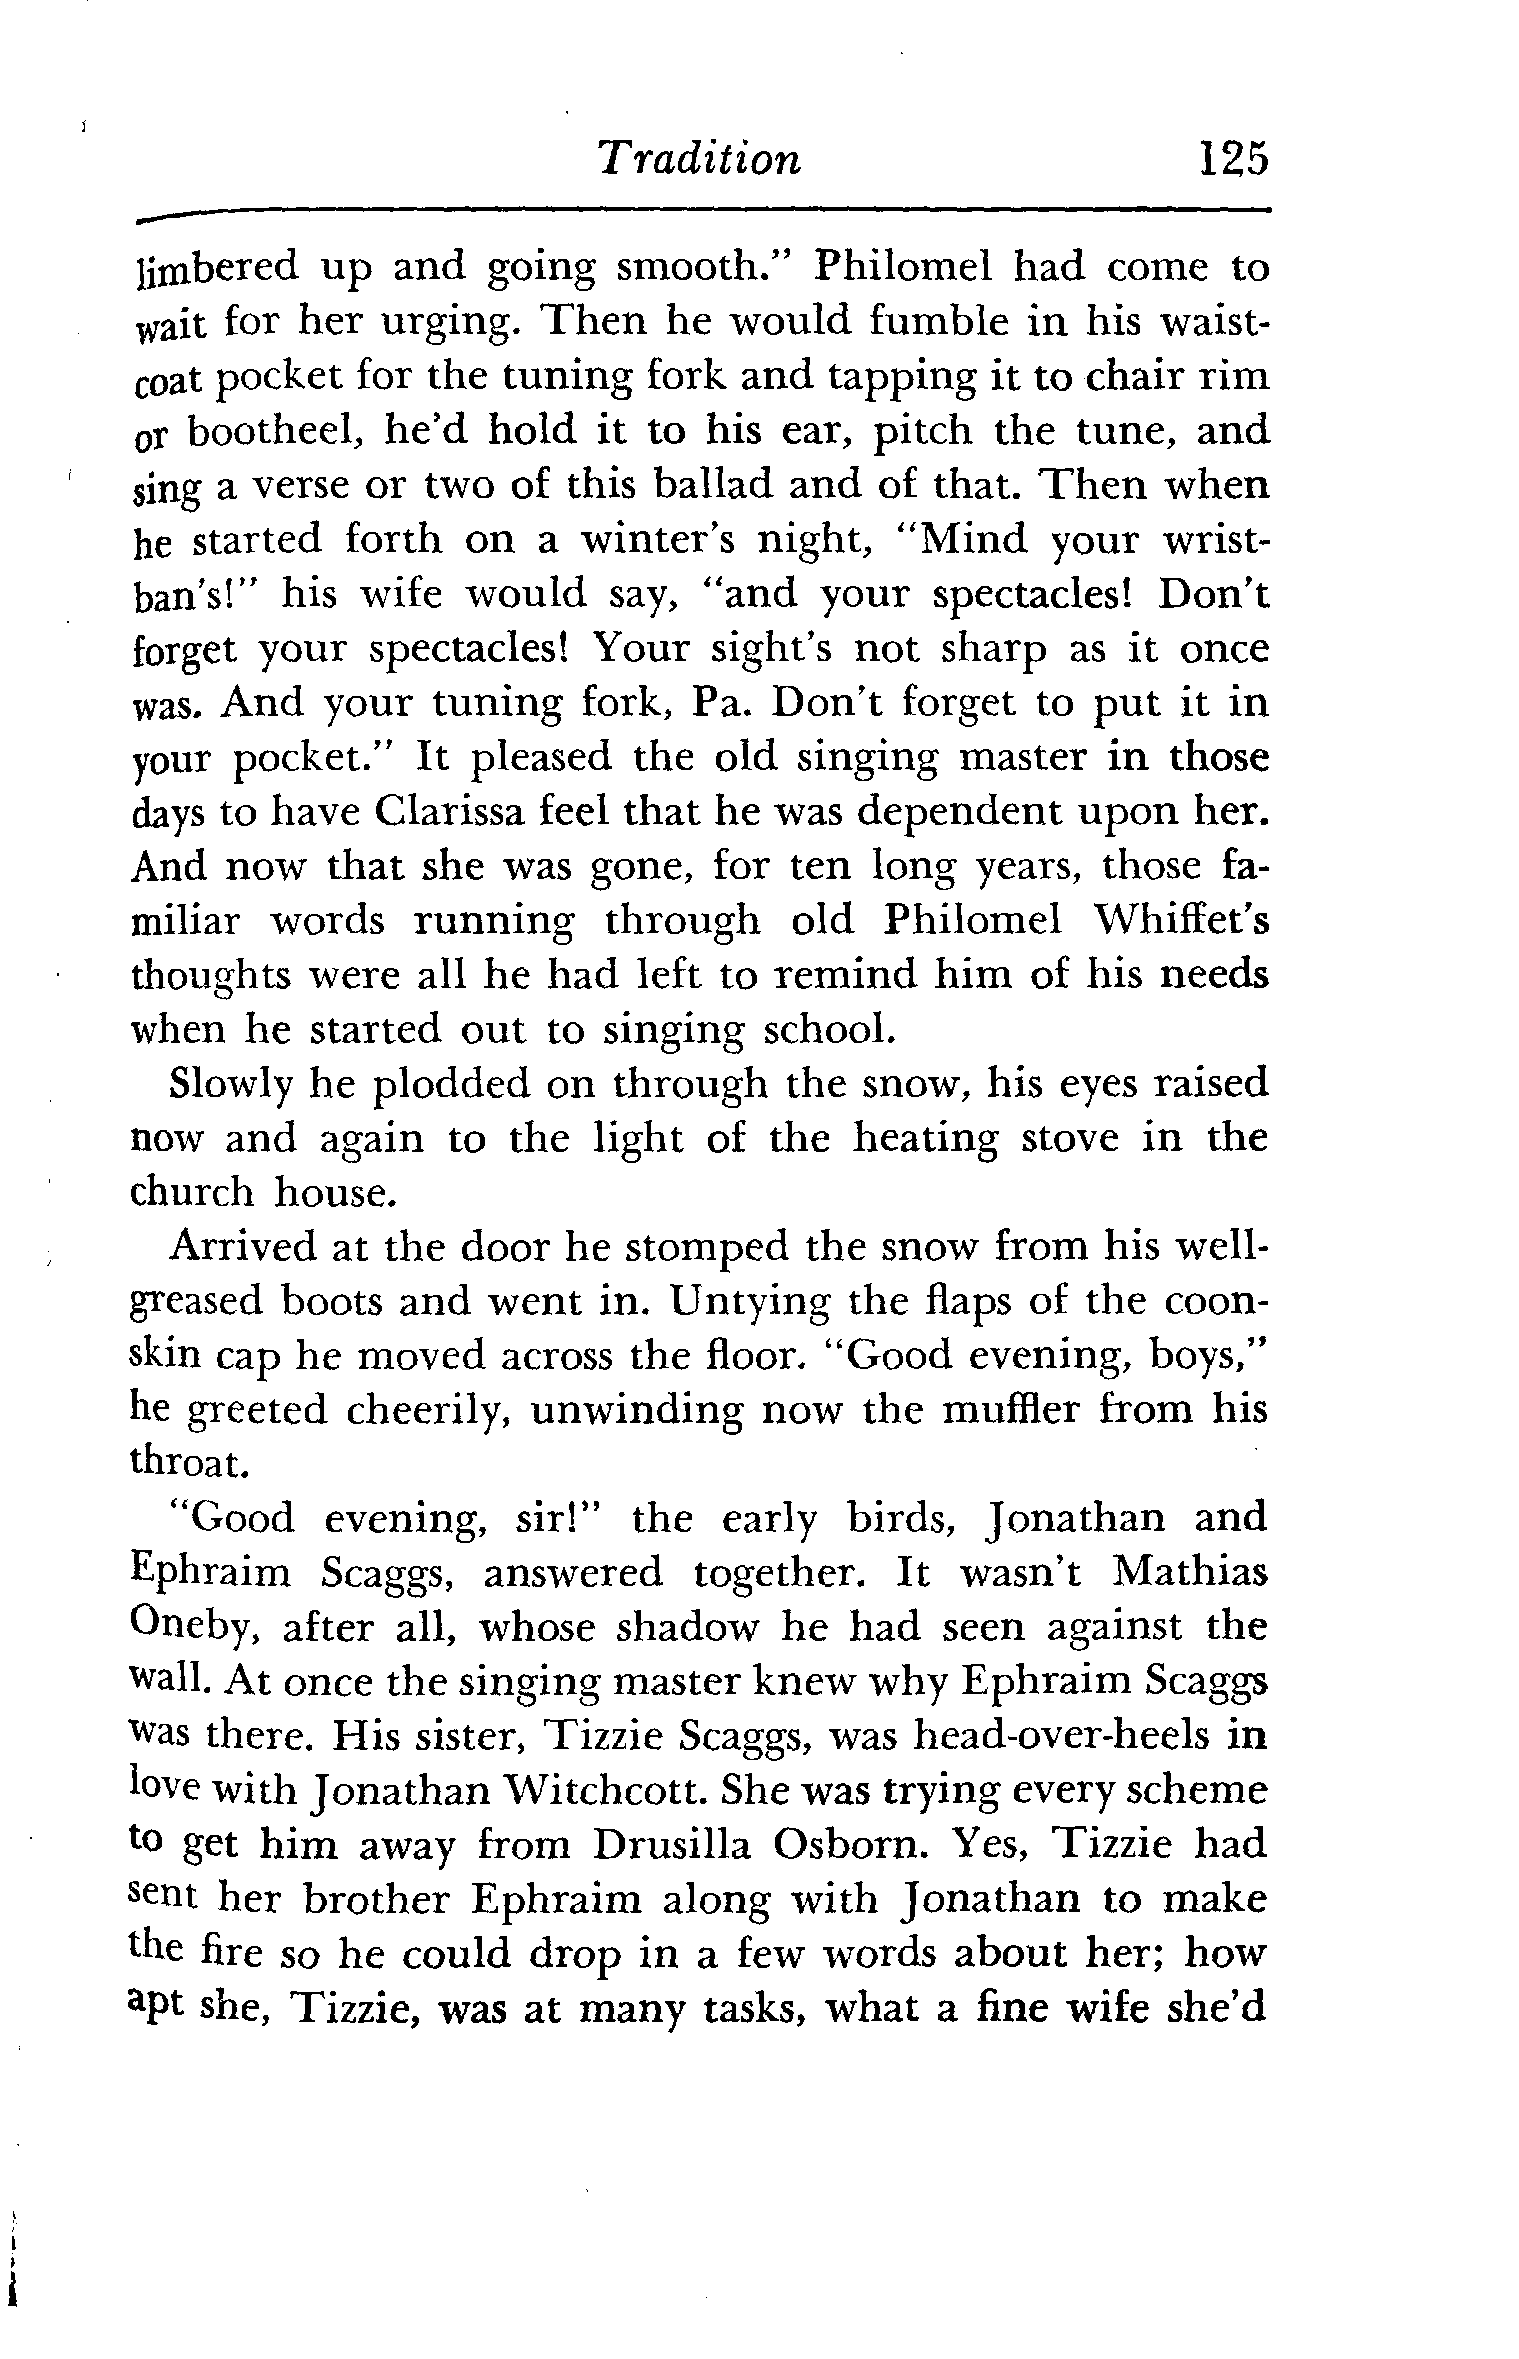 Tradition 125
limbered up and going smooth." Philomel had come to
wait for her urging. Then he would fumble in his waist-
coat pocket for the tuning fork and tapping it to chair rim
or bootheel, he'd hold it to his ear, pitch the tune, and
sing a verse or two of this ballad and of that. Then when
he started forth on a winter's night, "Mind your wrist-
ban's!" his wife would say, "and your spectacles! Don't
forget your spectacles! Your sight's not sharp as it once
was. And your tuning fork, Pa. Don't forget to put it in
your pocket." It pleased the old singing master in those
days to have Clarissa feel that he was dependent upon her.
And now that she was gone, for ten long years, those fa-
miliar words running through old Philomel Whiffet's
thoughts were all he had left to remind him of his needs
when he started out to singing school.
Slowly he plodded on through the snow, his eyes raised
now and again to the light of the heating stove in the
church house.
Arrived at the door he stomped the snow from his well-
greased boots and went in. Untying the flaps of the coon-
skin cap he moved across the floor. "Good evening, boys,"
he greeted cheerily, unwinding now the muffler from his
throat.
"Good evening, sir!" the early birds, Jonathan and
Ephraim Scaggs, answered together. It wasn't Mathias
Oneby, after all, whose shadow he had seen against the
wall. At once the singing master knew why Ephraim Scaggs
was there. His sister, Tizzie Scaggs, was head-over-heels in
love with Jonathan Witchcott. She was trying every scheme
to get him away from Drusilla Osborn. Yes, Tizzie had
sent her brother Ephraim along with Jonathan to make
the fire so he could drop in a few words about her; how
apt she, Tizzie, was at many tasks, what a fine wife she'd